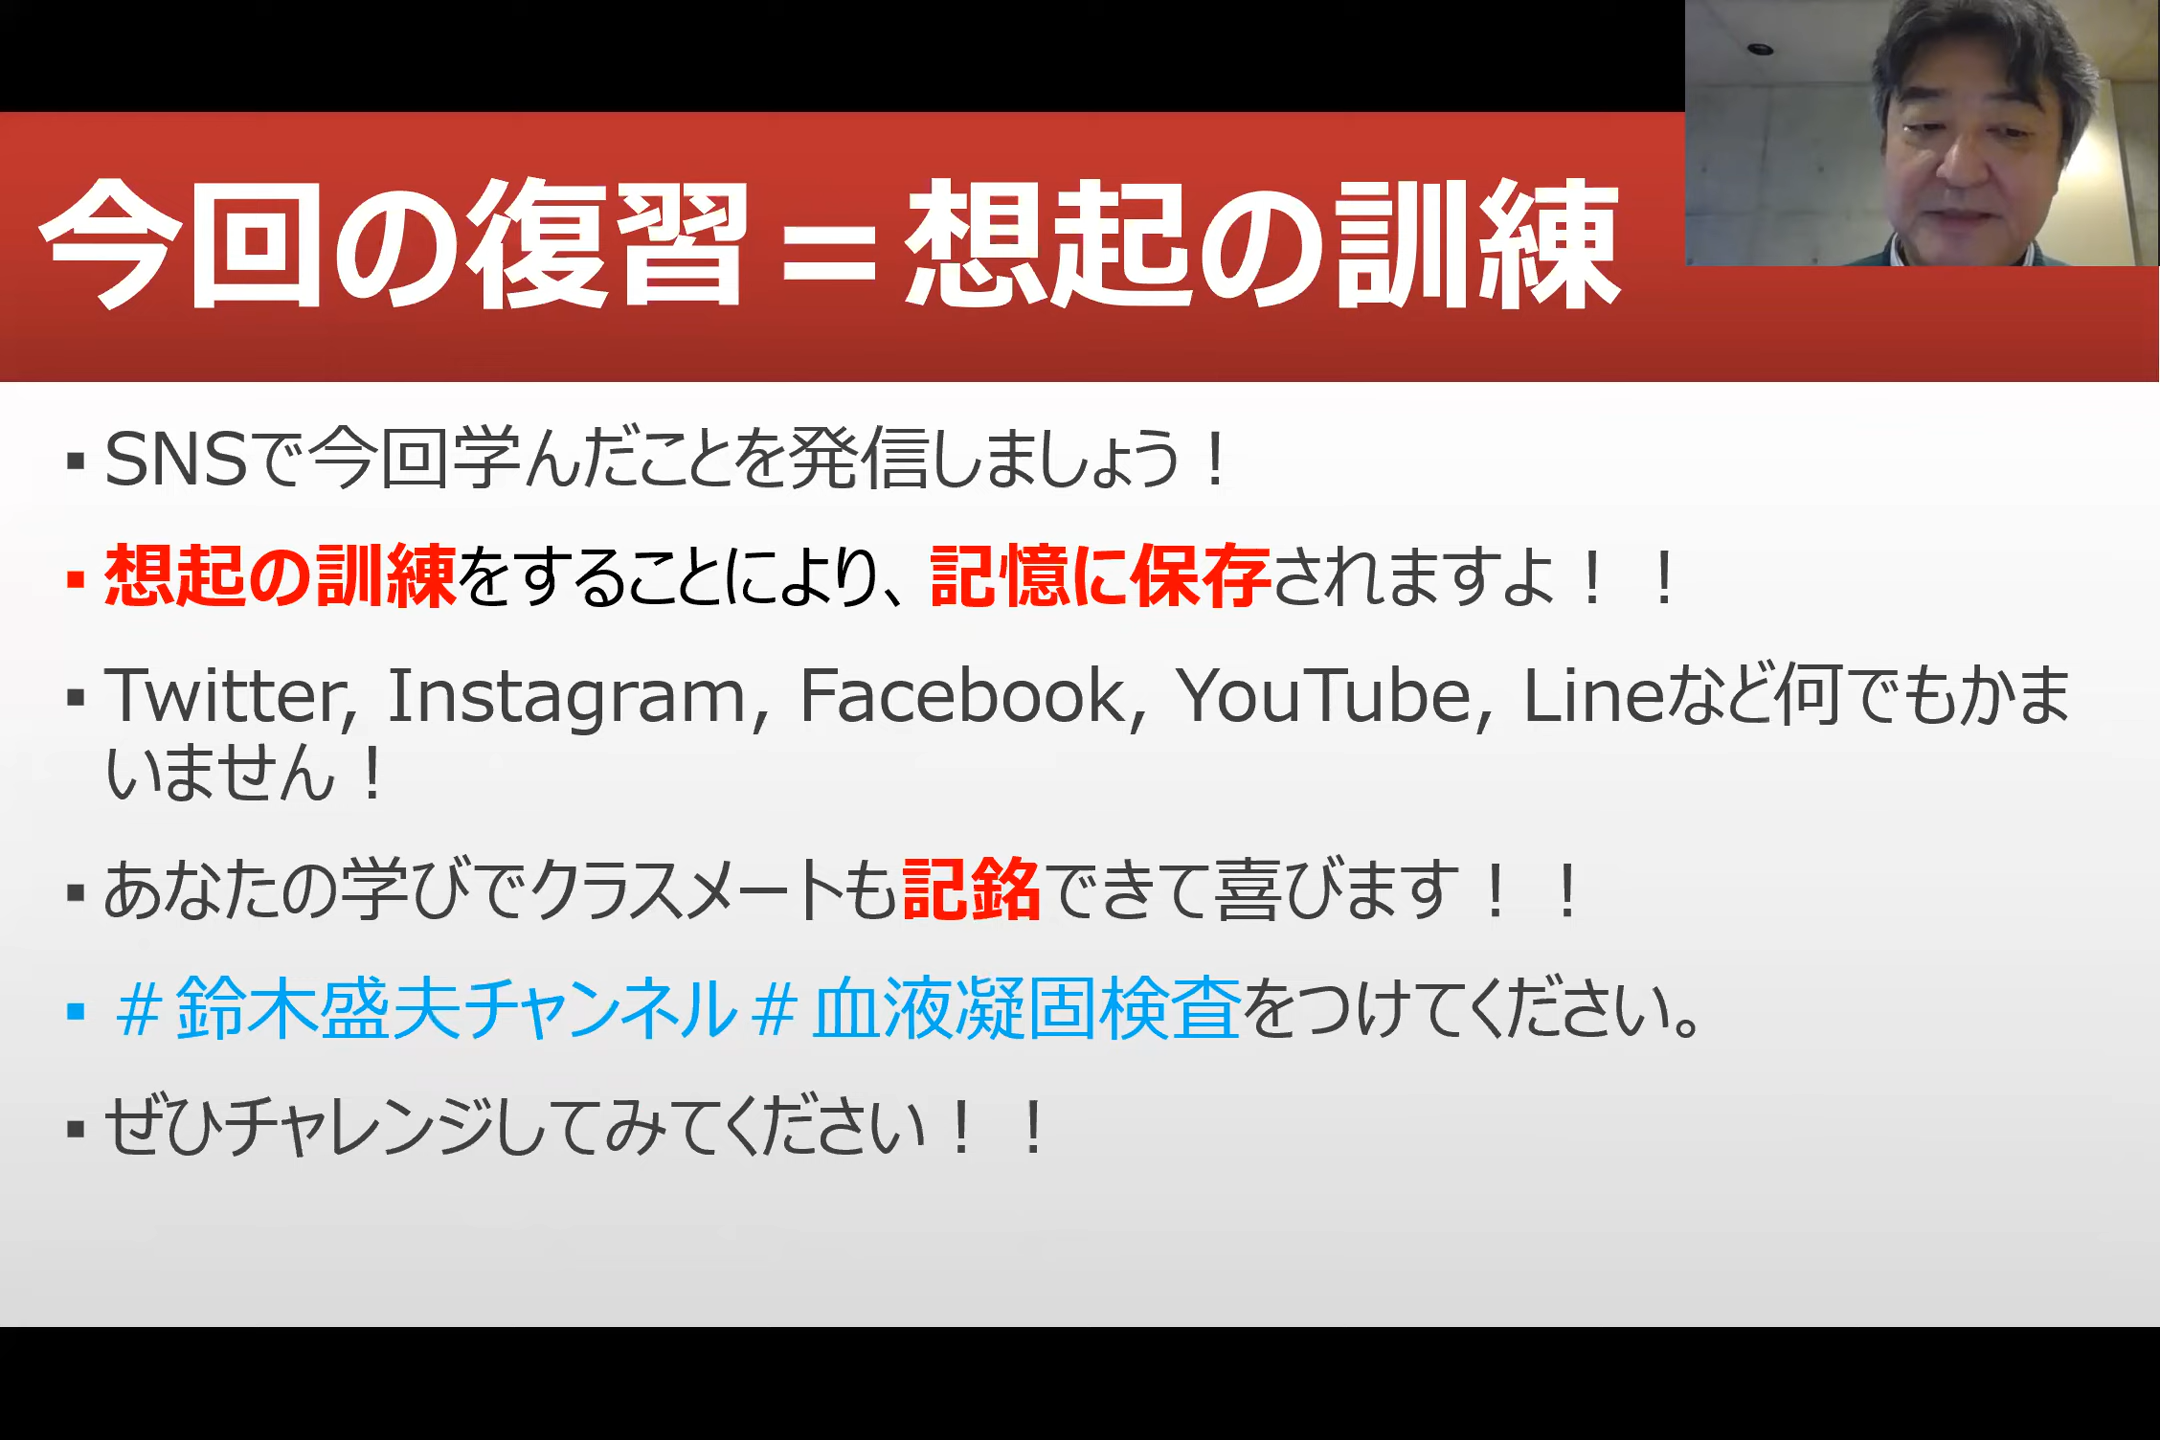 今回の復習＝想起の訓練
▪ SNSで今回学んだことを発信しましょう！
▪ 想起の訓練をすることにより、記憶に保存されますよ！！
▪ Twitter, Instagram, Facebook, YouTube, Lineなど何でもかま
いません！
▪ あなたの学びでクラスメートも記銘できて喜びます！！
▪ ＃鈴木盛夫チャンネル＃血液凝固検査をつけてください。
▪ ぜひチャレンジしてみてください！！